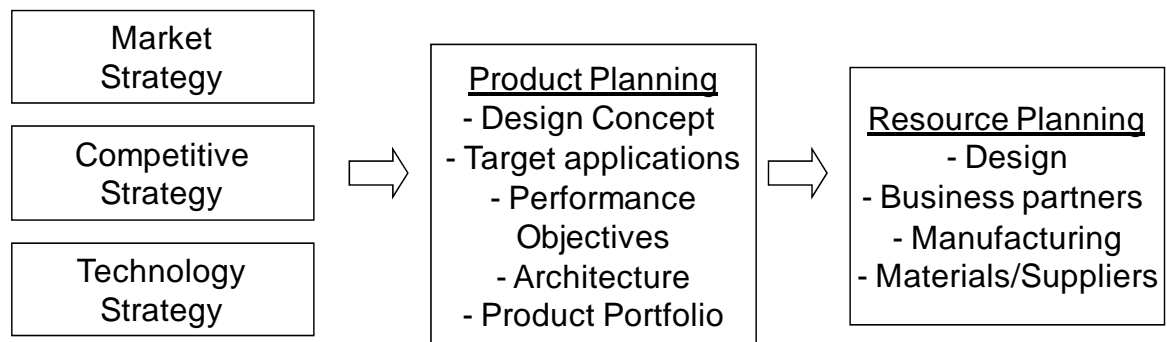 Market
Strategy
Competitive
Strategy
Technology
Strategy
Product Planning
- Design Concept
- Target applications
- Performance
Objectives
- Architecture
- Product Portfolio
Resource Planning
- Design
- Business partners
- Manufacturing
- Materials/Suppliers